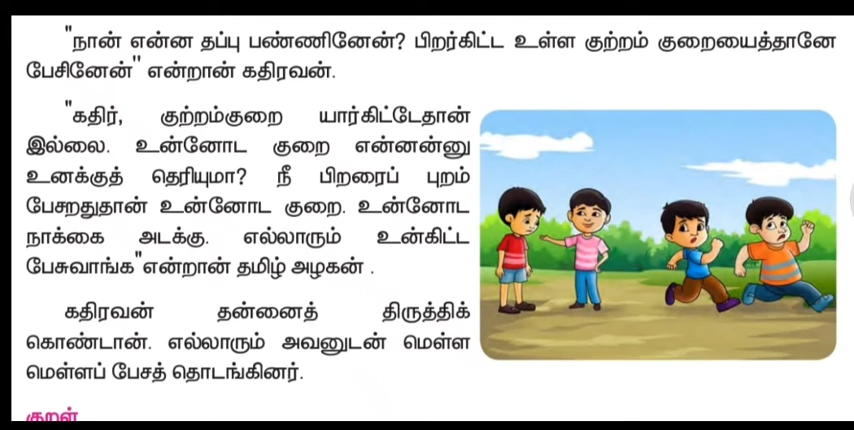 "நான் என்ன தப்பு பண்ணினேன்? பிறர்கிட்ட உள்ள குற்றம் குறையைத்தானே
பேசினேன்" என்றான் கதிரவன்.
"கதிர், குற்றம்குறை யார்கிட்டேதான்
இல்லை. உன்னோட குறை என்னன்னு
உனக்குத் தெரியுமா? நீ பிறரைப் புறம்
பேசறதுதான் உன்னோட குறை. உன்னோட
நாக்கை அடக்கு. எல்லாரும் உன்கிட்ட
பேசுவாங்க"என்றான் தமிழ் அழகன் .
கதிரவன் தன்னைத் திருத்திக்
கொண்டான். எல்லாரும் அவனுடன் மெள்ள
மெள்ளப் பேசத் தொடங்கினர்.
குறள்